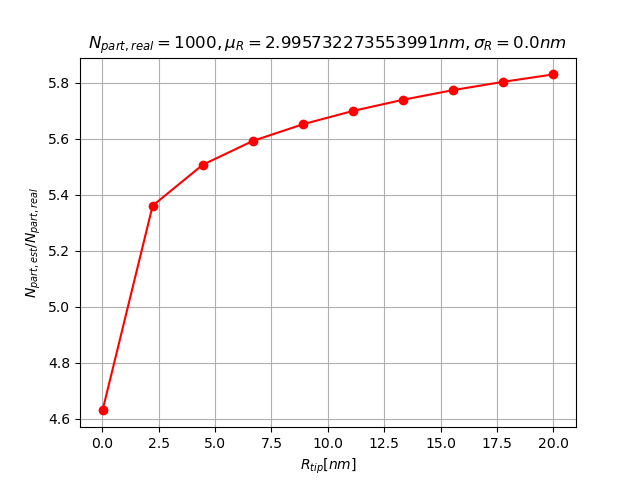 N_{part,real} = 1000, μ_R = 2.995732273553991nm, σ_R = 0.0nm
N_{part,est}/N_{part,real}
5.8
5.6
5.4
5.2
5.0
4.8
4.6
0.0 2.5 5.0 7.5 10.0 12.5 15.0 17.5 20.0
R_{tip}[nm]